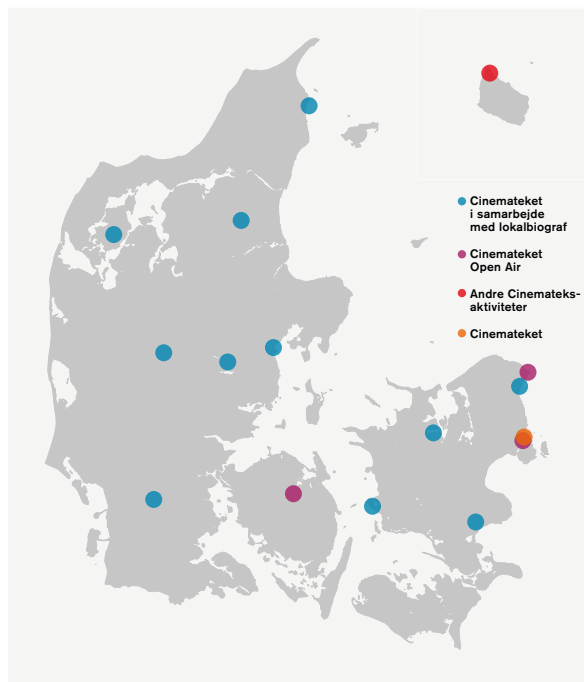 Cinemateket
i samarbejde
med lokalbiograf
Cinemateket
Open Air
Andre Cinemateks-
aktiviteter
Cinemateket